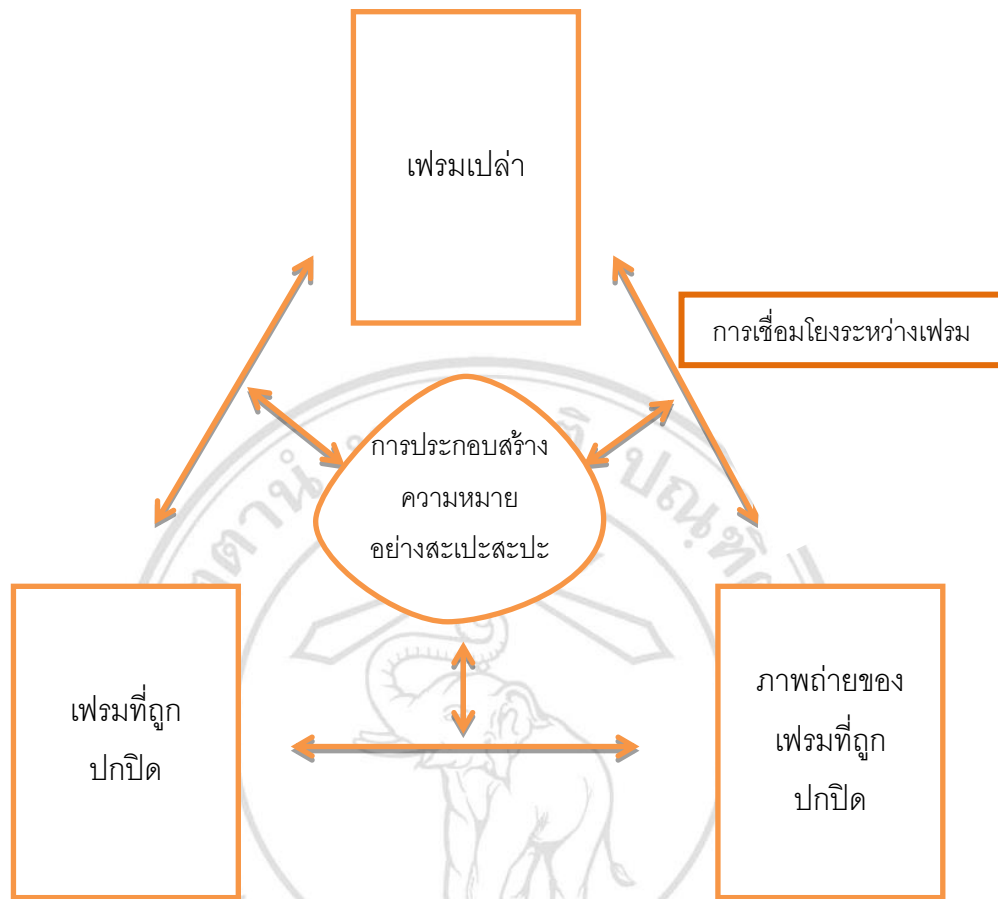 เฟรมเปล่า
การเชื่อมโยงระหว่างเฟรม
การประกอบสร้าง
ความหมาย
อย่างสะเปะสะปะ
เฟรมที่ถูก
ปกปิด
ภาพถ่ายของ
เฟรมที่ถูก
ปกปิด